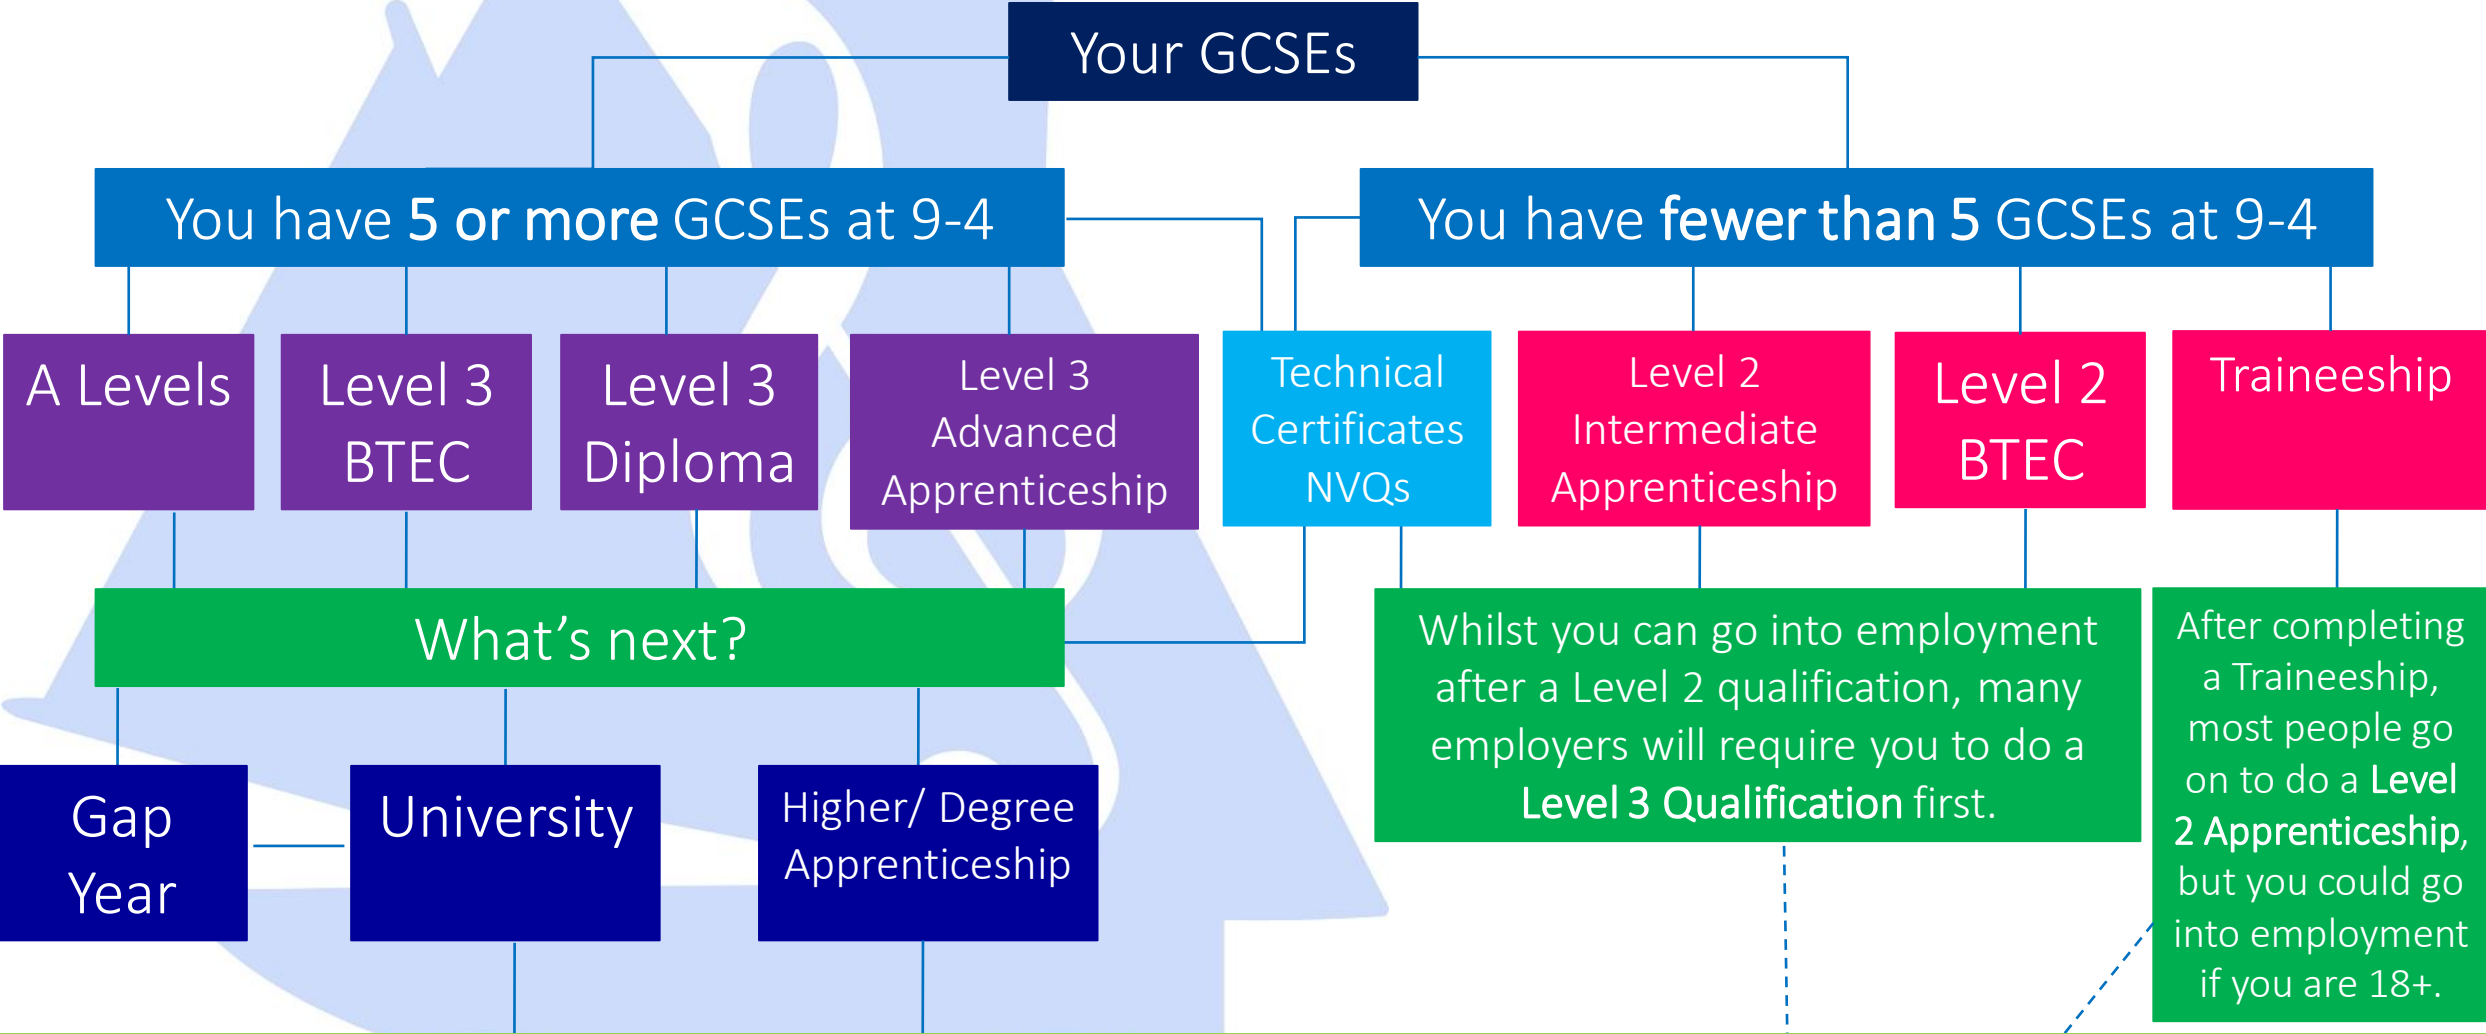 Your GCSEs
You have 5 or more GCSEs at 9-4
You have fewer than 5 GCSEs at 9-4
A Levels
Level 3
BTEC
Level 3
Diploma
Level 3
Advanced
Apprenticeship
Technical
Certificates
NVQs
Level 2
Intermediate
Apprenticeship
Level 2
BTEC
Traineeship
What’s next?
Whilst you can go into employment
after a Level 2 qualification, many
employers will require you to do a
Level 3 Qualification first.
After completing
a Traineeship,
most people go
on to do a Level
2 Apprenticeship,
but you could go
into employment
if you are 18+.
Gap
Year
University
Higher/ Degree
Apprenticeship